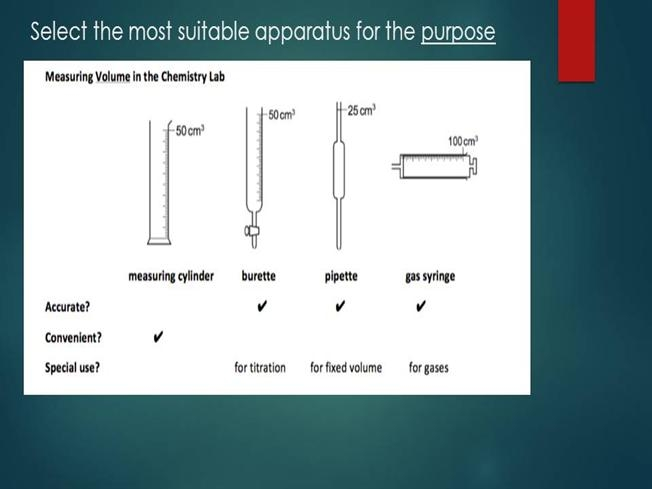 Select the most suitable apparatus for the purpose
Measuring Volume in the Chemistry Lab
50 cm³
50 cm³
25 cm³
100 cm³
measuring cylinder burette pipette gas syringe
Accurate? ✔ ✔ ✔
Convenient? ✔
Special use? for titration for fixed volume for gases